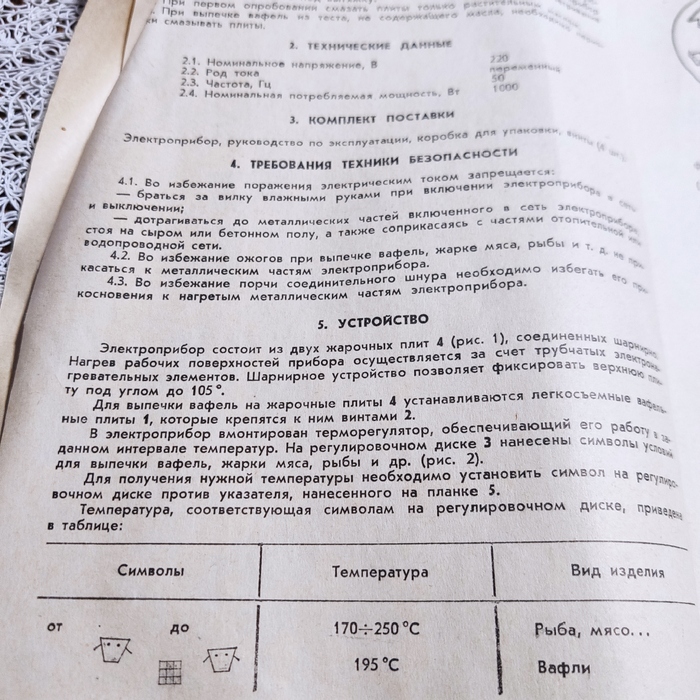 При первом опробовании смазать плиты только растительным
При выпечке вафель из теста, не содержащего масла, необходимо
ки смазывать плиты.
2. ТЕХНИЧЕСКИЕ ДАННЫЕ
2.1. Номинальное напряжение, В 220
2.2. Род тока переменный
2.3. Частота, Гц 50
2.4. Номинальная потребляемая мощность, Вт 1000
3. КОМПЛЕКТ ПОСТАВКИ
Электроприбор, руководство по эксплуатации, коробка для упаковки, винты
4. ТРЕБОВАНИЯ ТЕХНИКИ БЕЗОПАСНОСТИ
4.1. Во избежание поражения электрическим током запрещается:
— браться за вилку влажными руками при включении электроприбора в сеть
и выключении;
— дотрагиваться до металлических частей включенного в сеть электроприбора,
стоя на сыром или бетонном полу, а также соприкасаясь с частями отопительной или
водопроводной сети.
4.2. Во избежание ожогов при выпечке вафель, жарке мяса, рыбы и т. д. не при-
касаться к металлическим частям электроприбора.
4.3. Во избежание порчи соединительного шнура необходимо избегать его при-
косновения к нагретым металлическим частям электроприбора.
5. УСТРОЙСТВО
Электроприбор состоит из двух жарочных плит 4 (рис. 1), соединенных шарнирно.
Нагрев рабочих поверхностей прибора осуществляется за счет трубчатых электрона-
гревательных элементов. Шарнирное устройство позволяет фиксировать верхнюю пли-
ту под углом до 105°.
Для выпечки вафель на жарочные плиты 4 устанавливаются легкосъемные вафель-
ные плиты 1, которые крепятся к ним винтами 2.
В электроприбор вмонтирован терморегулятор, обеспечивающий его работу в за-
данном интервале температур. На регулировочном диске 3 нанесены символы условий
для выпечки вафель, жарки мяса, рыбы и др. (рис. 2).
Для получения нужной температуры необходимо установить символ на регулиро-
вочном диске против указателя, нанесенного на планке 5.
Температура, соответствующая символам на регулировочном диске, приведена
в таблице:
Символы Температура Вид изделия
от до 170÷250 °С Рыба, мясо...
195 °С Вафли